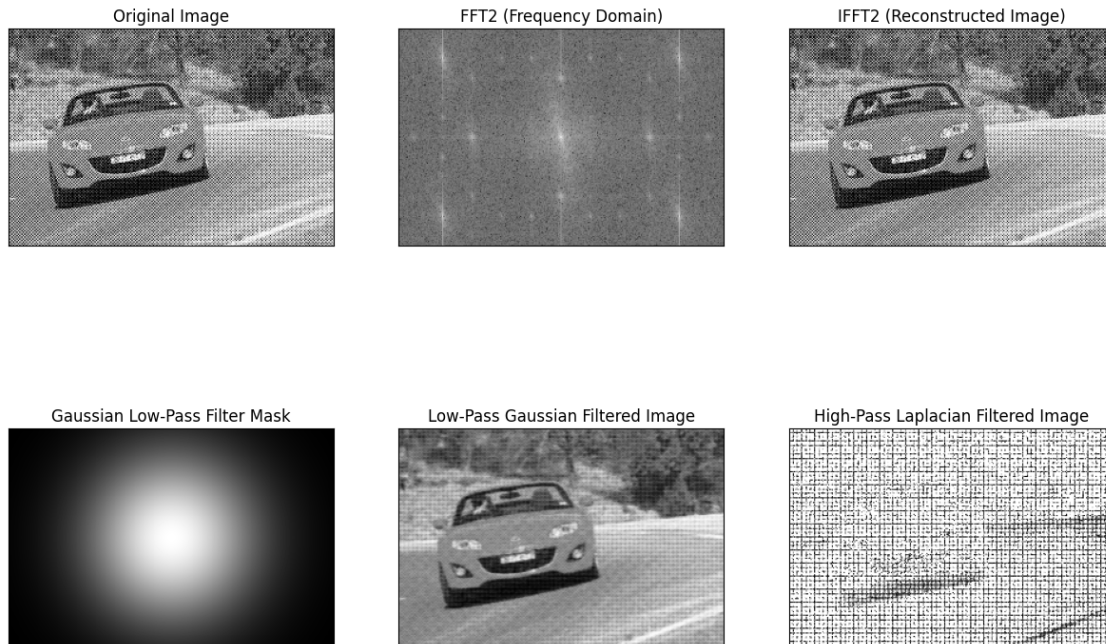 Original Image
FFT2 (Frequency Domain)
IFFT2 (Reconstructed Image)
Gaussian Low-Pass Filter Mask
Low-Pass Gaussian Filtered Image
High-Pass Laplacian Filtered Image